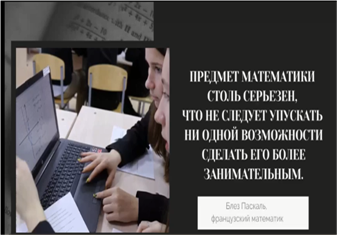 ПРЕДМЕТ МАТЕМАТИКИ
СТОЛЬ СЕРЬЕЗЕН,
ЧТО НЕ СЛЕДУЕТ УПУСКАТЬ
НИ ОДНОЙ ВОЗМОЖНОСТИ
СДЕЛАТЬ ЕГО БОЛЕЕ
ЗАНИМАТЕЛЬНЫМ.
Блез Паскаль,
французский математик